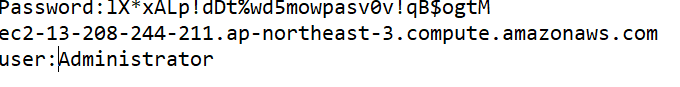 Password:lX*xALp!dDt%wd5mowpasv0v!qB$ogtM
ec2-13-208-244-211.ap-northeast-3.compute.amazonaws.com
user:Administrator